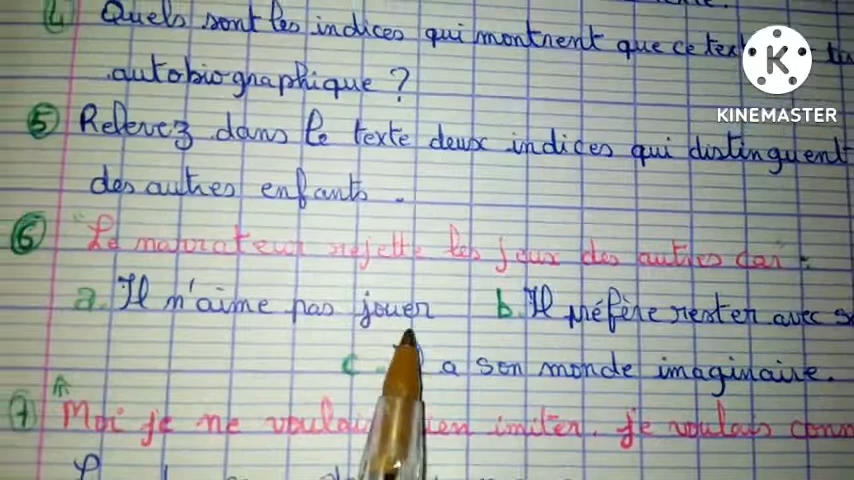 4 Quels sont les indices qui montrent que ce
autobiographique ?
KINEMASTER
5 Relevez dans le texte deux indices qui distinguent
des autres enfants.
6 Le narrateur rejette les jeux des autres car :
a. Il n'aime pas jouer b. Il préfère rester avec
c. a son monde imaginaire.
7 "Moi je ne voulais rien imiter. Je voulais